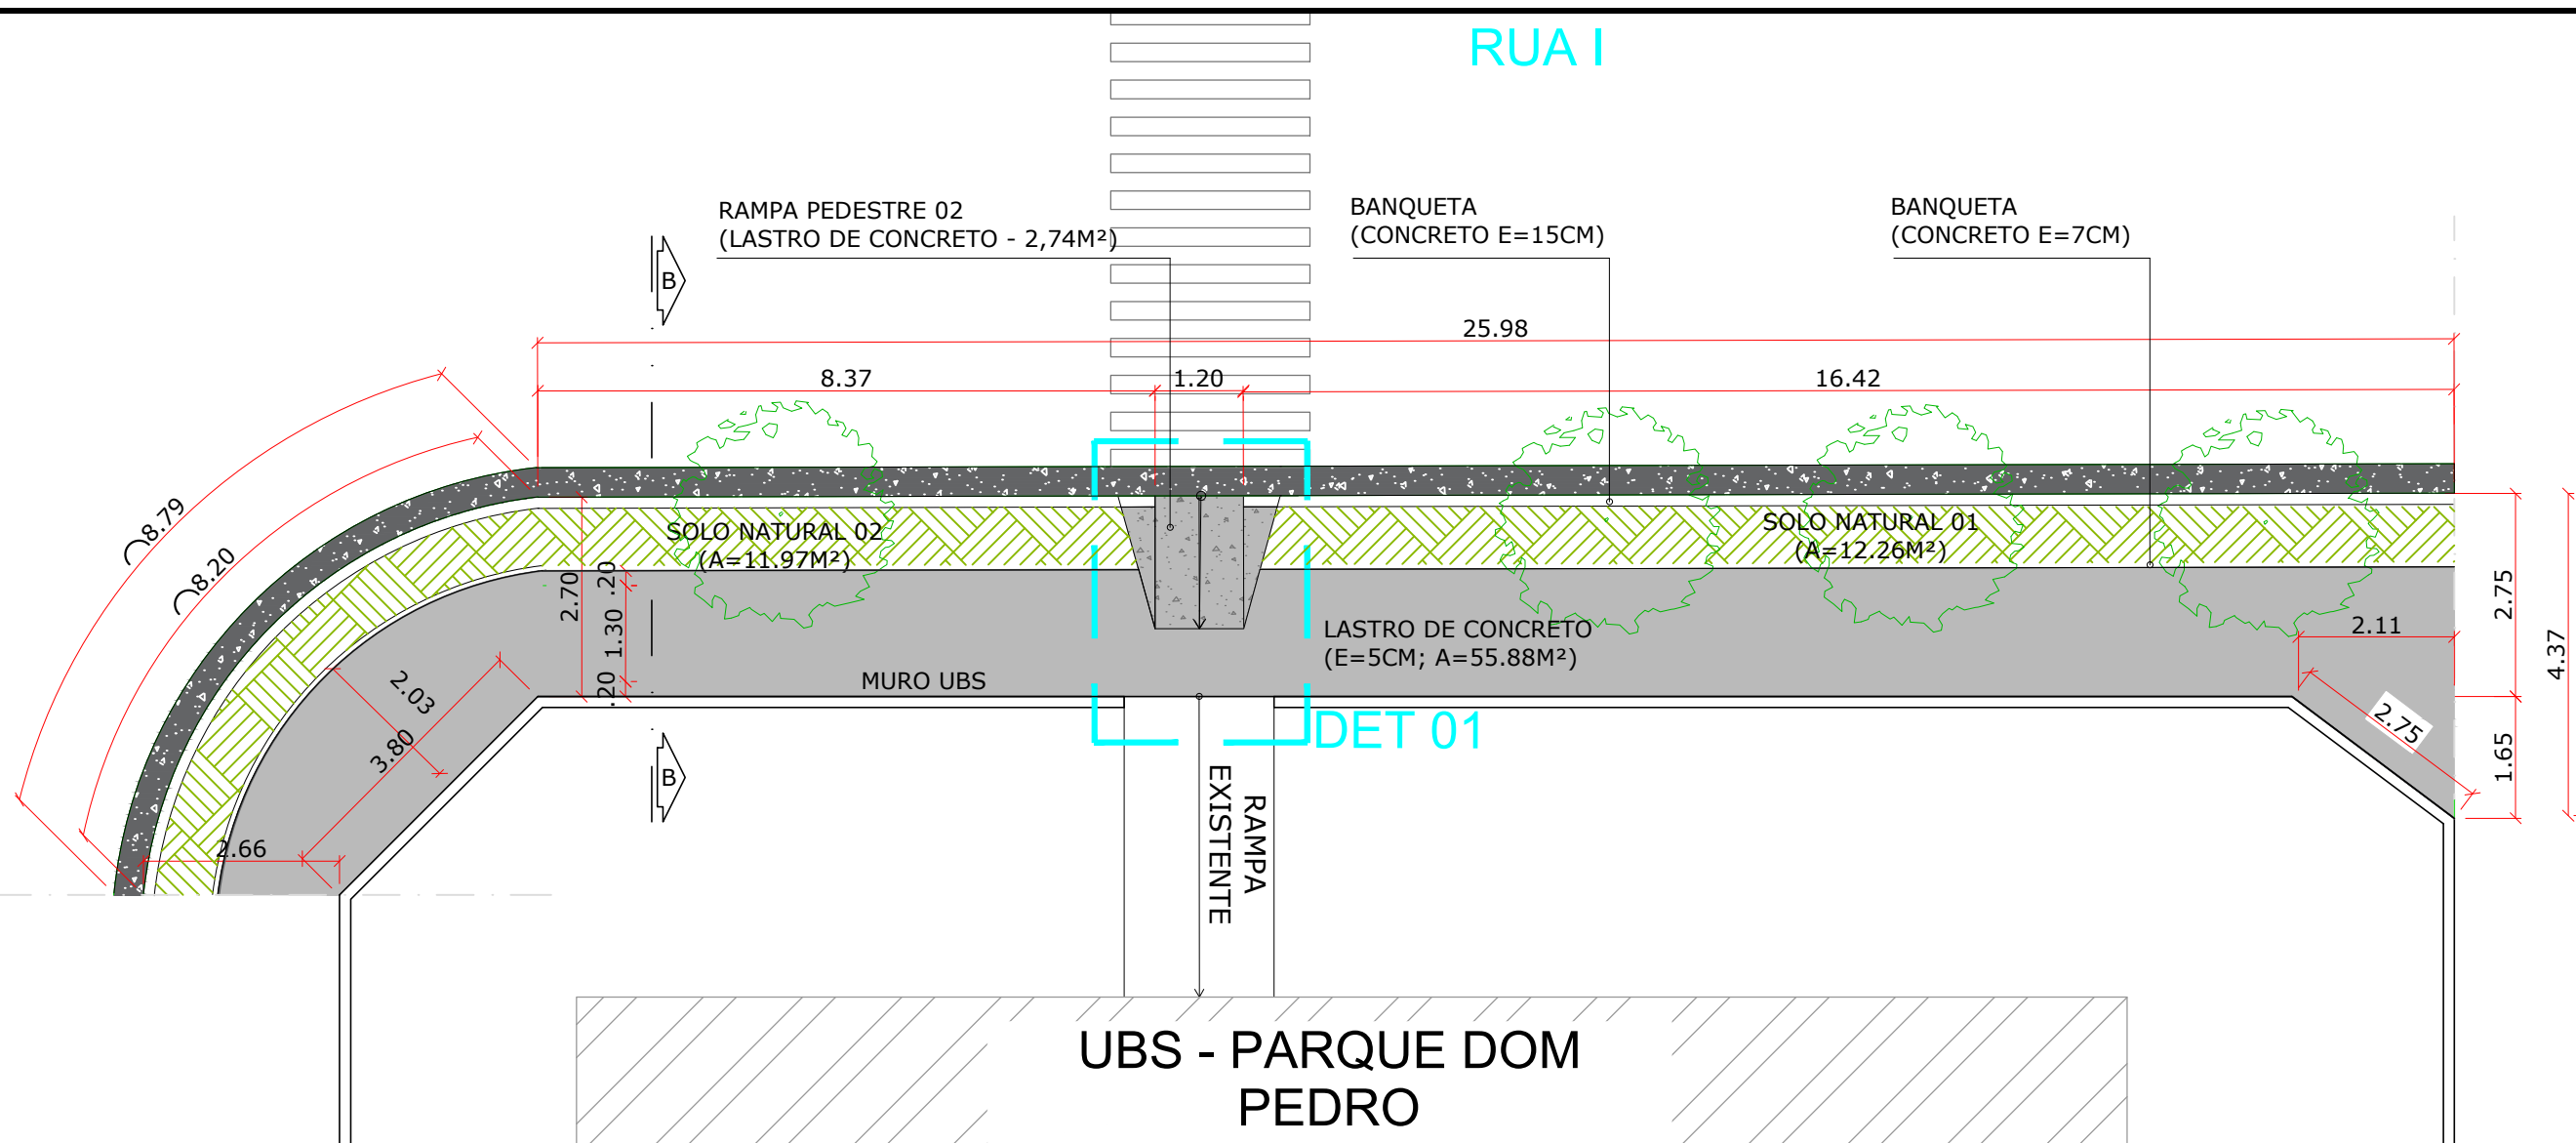 RUA I
RAMPA PEDESTRE 02
(LASTRO DE CONCRETO - 2,74M²)
BANQUETA
(CONCRETO E=15CM)
BANQUETA
(CONCRETO E=7CM)
B
25.98
8.37
1.20
16.42
8.79
8.20
SOLO NATURAL 02
(A=11.97M²)
SOLO NATURAL 01
(A=12.26M²)
2.70
.20
1.30
.20
2.75
4.37
1.65
2.11
2.75
LASTRO DE CONCRETO
(E=5CM; A=55.88M²)
MURO UBS
2.03
3.80
2.66
DET 01
B
RAMPA
EXISTENTE
UBS - PARQUE DOM
PEDRO